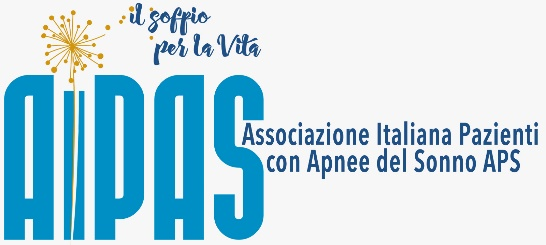 il soffio
per la Vita
AIPAS
Associazione Italiana Pazienti
con Apnee del Sonno APS